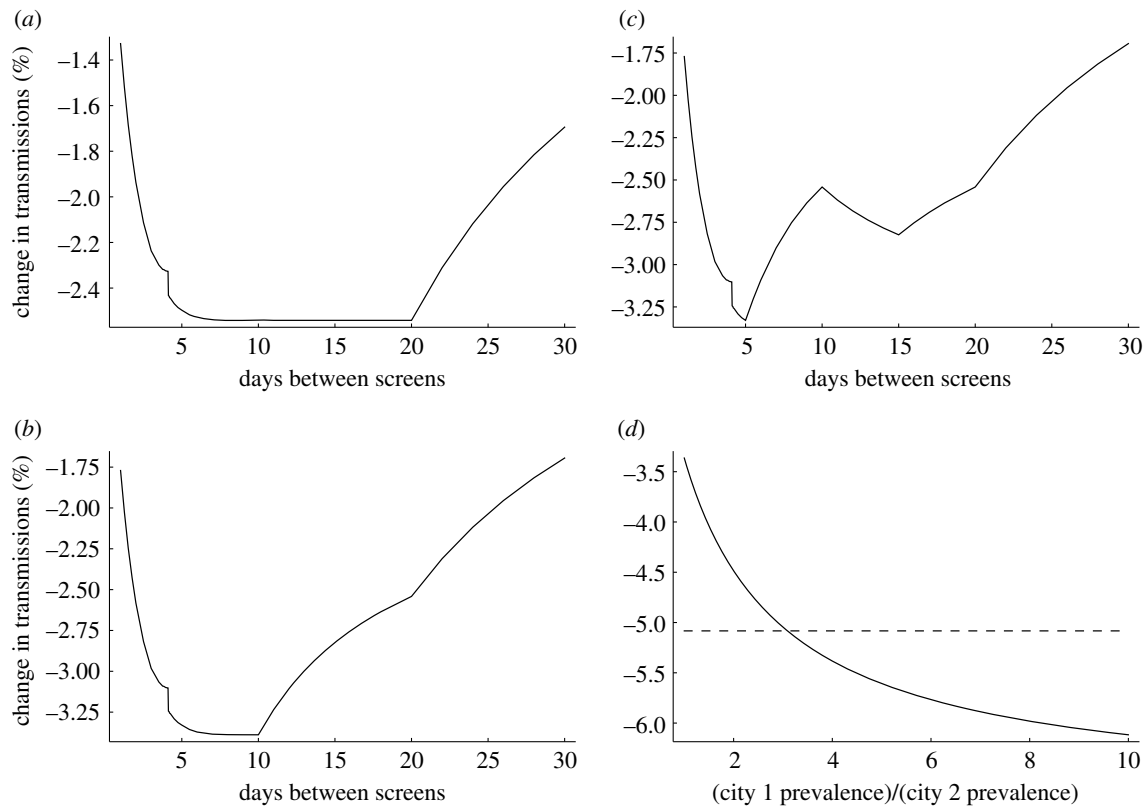 (a)
change in transmissions (%)
−1.4
−1.6
−1.8
−2.0
−2.2
−2.4
5 10 15 20 25 30
days between screens
(c)
−1.75
−2.00
−2.25
−2.50
−2.75
−3.00
−3.25
5 10 15 20 25 30
days between screens
(b)
change in transmissions (%)
−1.75
−2.00
−2.25
−2.50
−2.75
−3.00
−3.25
5 10 15 20 25 30
days between screens
(d)
−3.5
−4.0
−4.5
−5.0
−5.5
−6.0
2 4 6 8 10
(city 1 prevalence)/(city 2 prevalence)